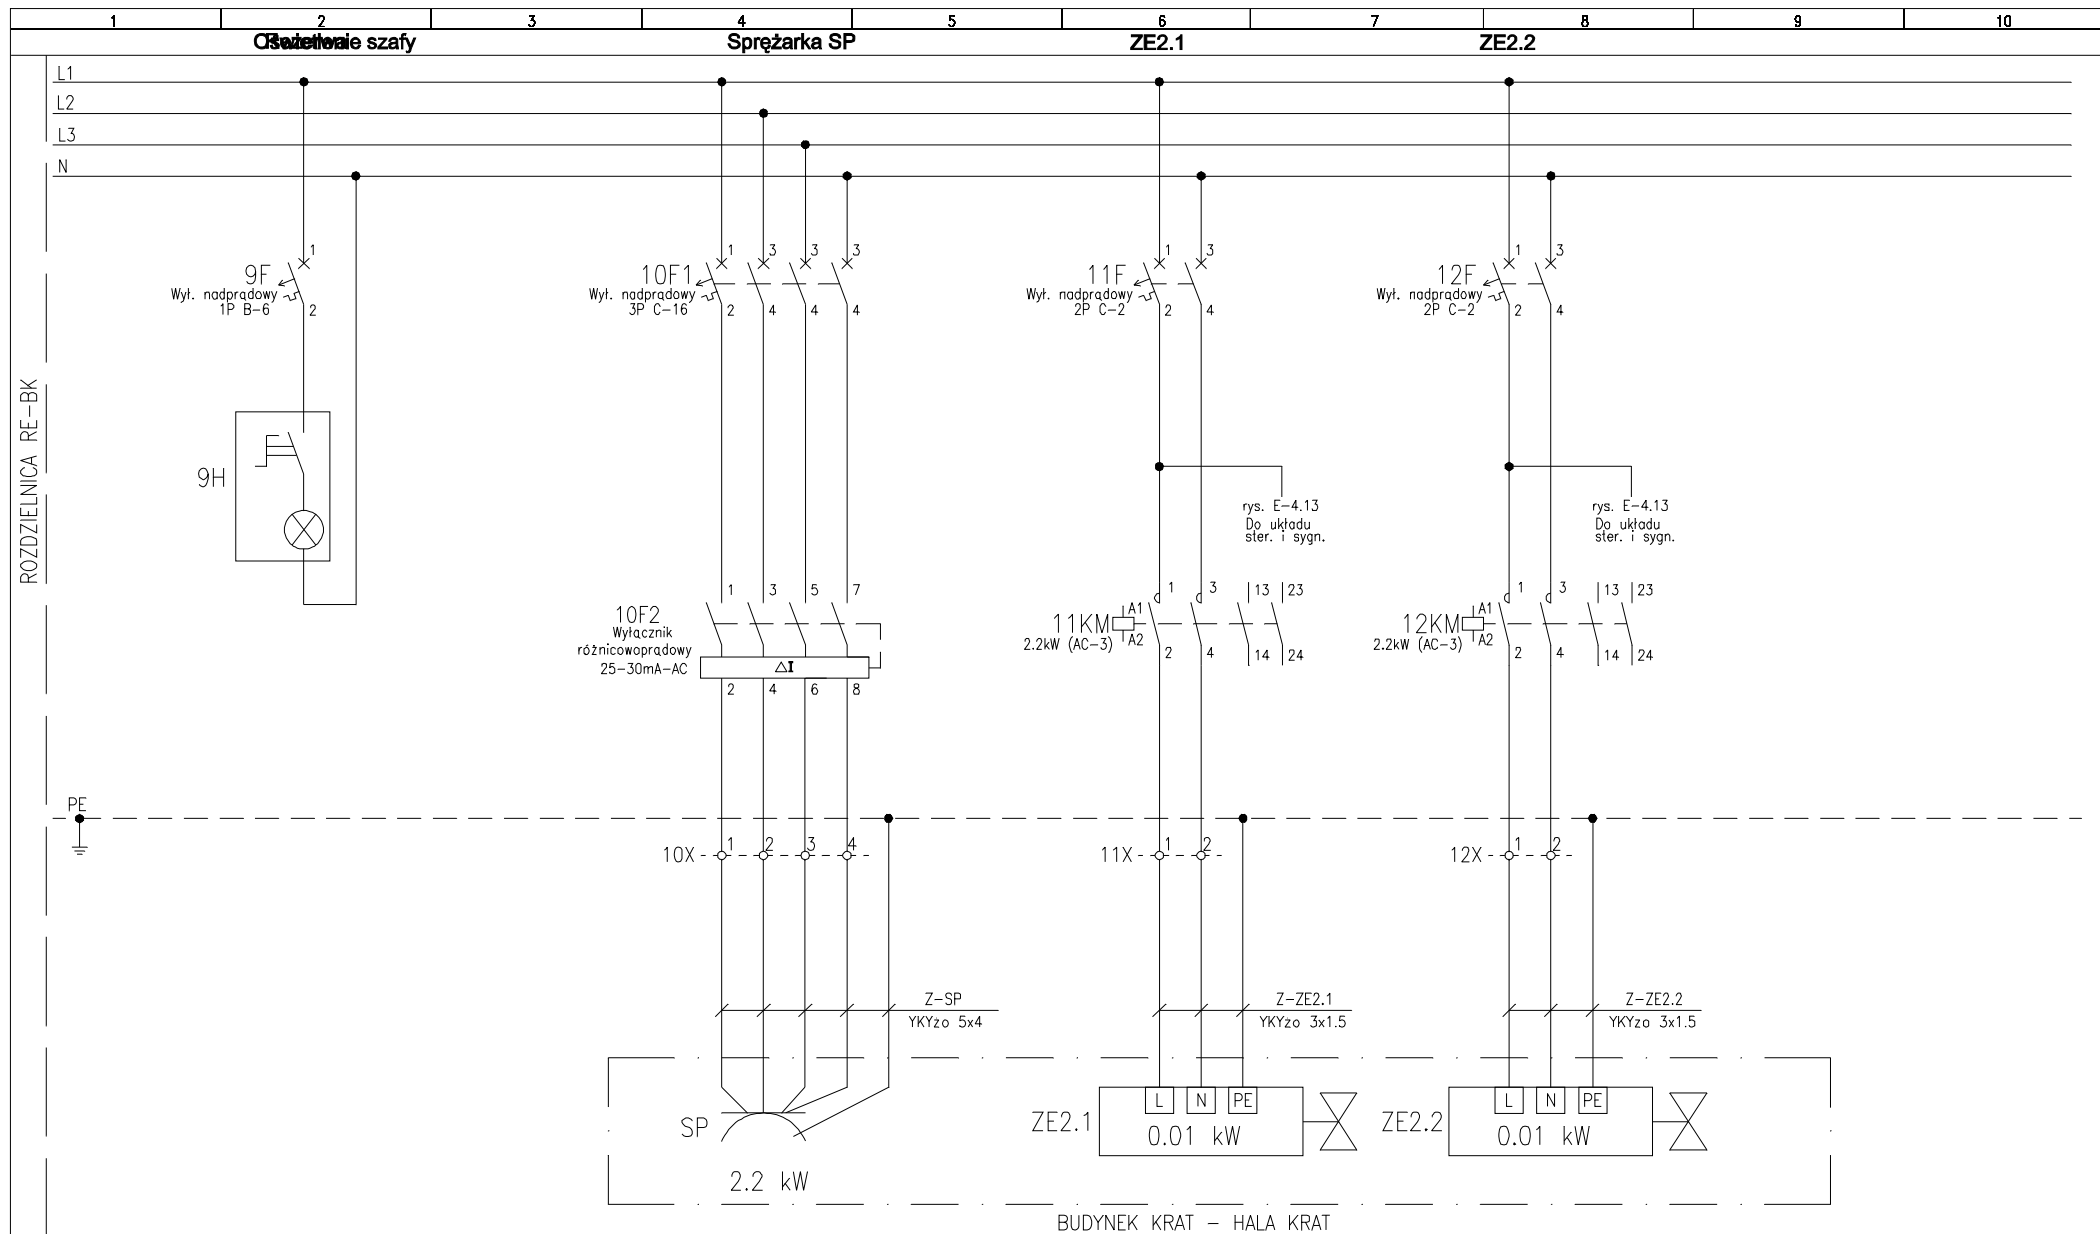 1 2 3 4 5 6 7 8 9 10
Oświetlenie szafy Sprężarka SP ZE2.1 ZE2.2
L1
L2
L3
N
1 1 3 3 3 1 3 1 3
9F 10F1 11F 12F
Wył. nadprądowy Wył. nadprądowy Wył. nadprądowy Wył. nadprądowy
1P B-6 2 3P C-16 2 4 4 4 2P C-2 2 4 2P C-2 2 4
ROZDZIELNICA RE-BK
9H
rys. E-4.13 rys. E-4.13
Do układu Do układu
ster. i sygn. ster. i sygn.
1 3 5 7 1 3 13 23 1 3 13 23
10F2 A1 A1
Wyłącznik 11KM 12KM
różnicowoprądowy 2.2kW (AC-3) A2 2.2kW (AC-3) A2
25-30mA-AC ΔI 2 4 14 24 2 4 14 24
2 4 6 8
PE
10X 1 2 3 4 11X 1 2 12X 1 2
Z-SP Z-ZE2.1 Z-ZE2.2
YKYżo 5x4 YKYżo 3x1.5 YKYżo 3x1.5
L N PE L N PE
SP ZE2.1 0.01 kW ZE2.2 0.01 kW
2.2 kW
BUDYNEK KRAT - HALA KRAT